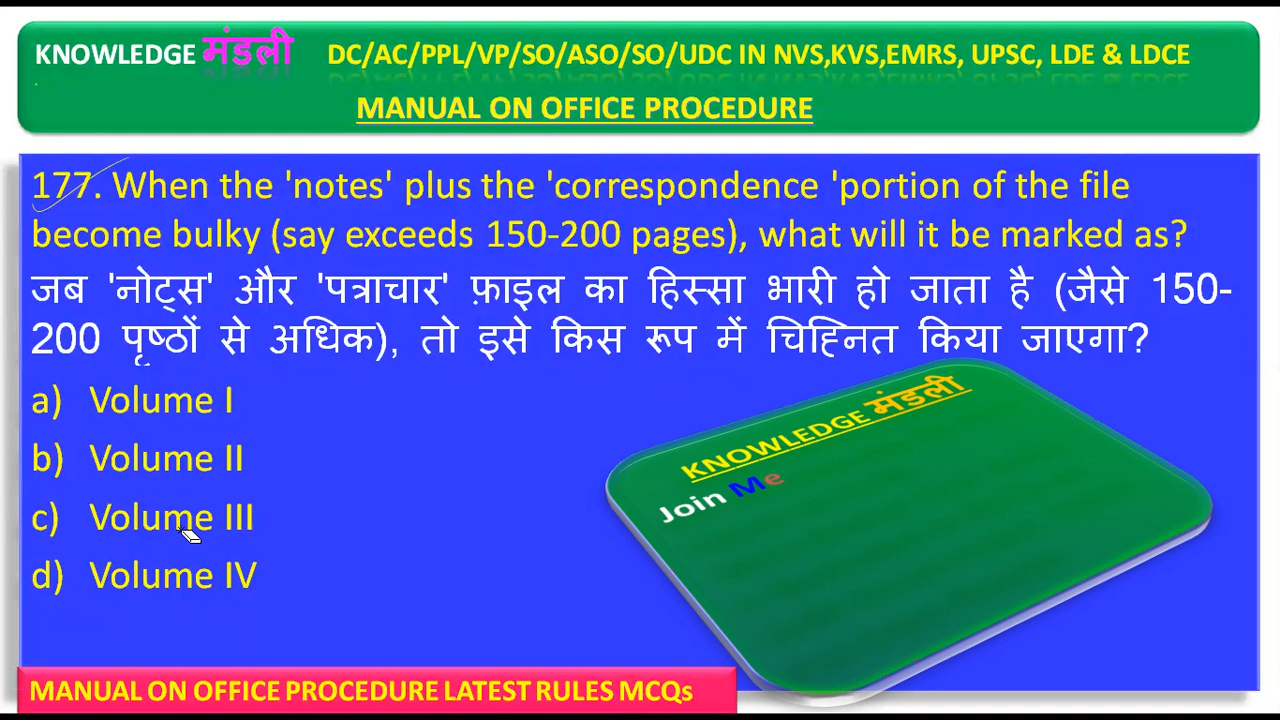 KNOWLEDGE मंडली DC/AC/PPL/VP/SO/ASO/SO/UDC IN NVS,KVS,EMRS, UPSC, LDE & LDCE
MANUAL ON OFFICE PROCEDURE
177. When the 'notes' plus the 'correspondence 'portion of the file
become bulky (say exceeds 150-200 pages), what will it be marked as?
जब 'नोट्स' और 'पत्राचार' फ़ाइल का हिस्सा भारी हो जाता है (जैसे 150-
200 पृष्ठों से अधिक), तो इसे किस रूप में चिह्नित किया जाएगा?
a) Volume I
b) Volume II
c) Volume III
d) Volume IV
KNOWLEDGE मंडली
Join Me
MANUAL ON OFFICE PROCEDURE LATEST RULES MCQs